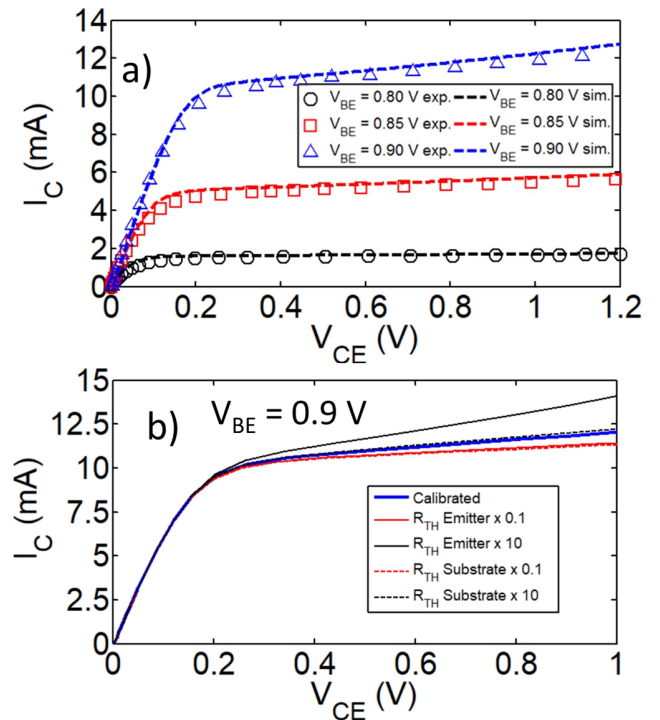 14
12
10
8
6
4
2
0
a)
V_BE = 0.80 V exp.
V_BE = 0.85 V exp.
V_BE = 0.90 V exp.
V_BE = 0.80 V sim.
V_BE = 0.85 V sim.
V_BE = 0.90 V sim.
I_C (mA)
0 0.2 0.4 0.6 0.8 1 1.2
V_CE (V)
15
12.5
10
7.5
5
2.5
0
b)
V_BE = 0.9 V
Calibrated
R_TH Emitter x 0.1
R_TH Emitter x 10
R_TH Substrate x 0.1
R_TH Substrate x 10
I_C (mA)
0 0.2 0.4 0.6 0.8 1
V_CE (V)